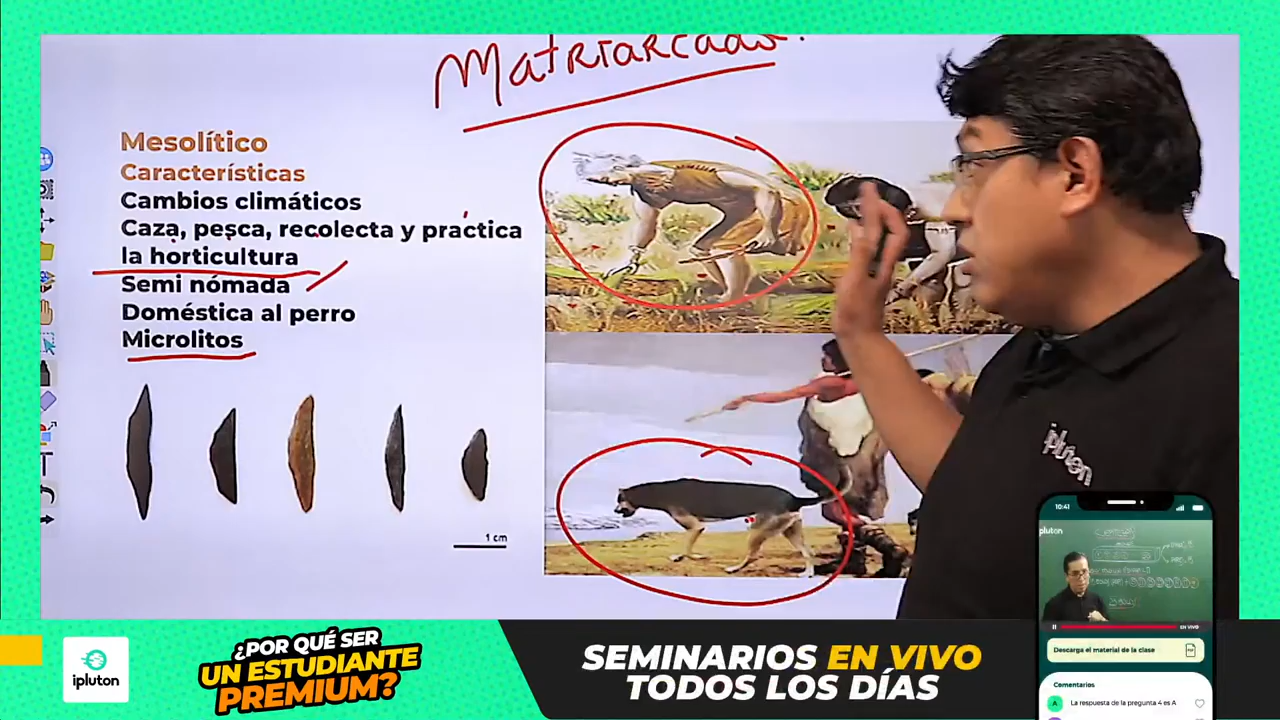 Matriarcado.
Mesolítico
Características
Cambios climáticos
Caza, pesca, recolecta y práctica
la horticultura
Semi nómada
Doméstica al perro
Microlitos
1 cm
ipluton
10:41
ipluton
EN VIVO
Descarga el material de la clase
Comentarios
A La respuesta de la pregunta 4 es A
ipluton
¿POR QUÉ SER
UN ESTUDIANTE
PREMIUM?
SEMINARIOS EN VIVO
TODOS LOS DÍAS